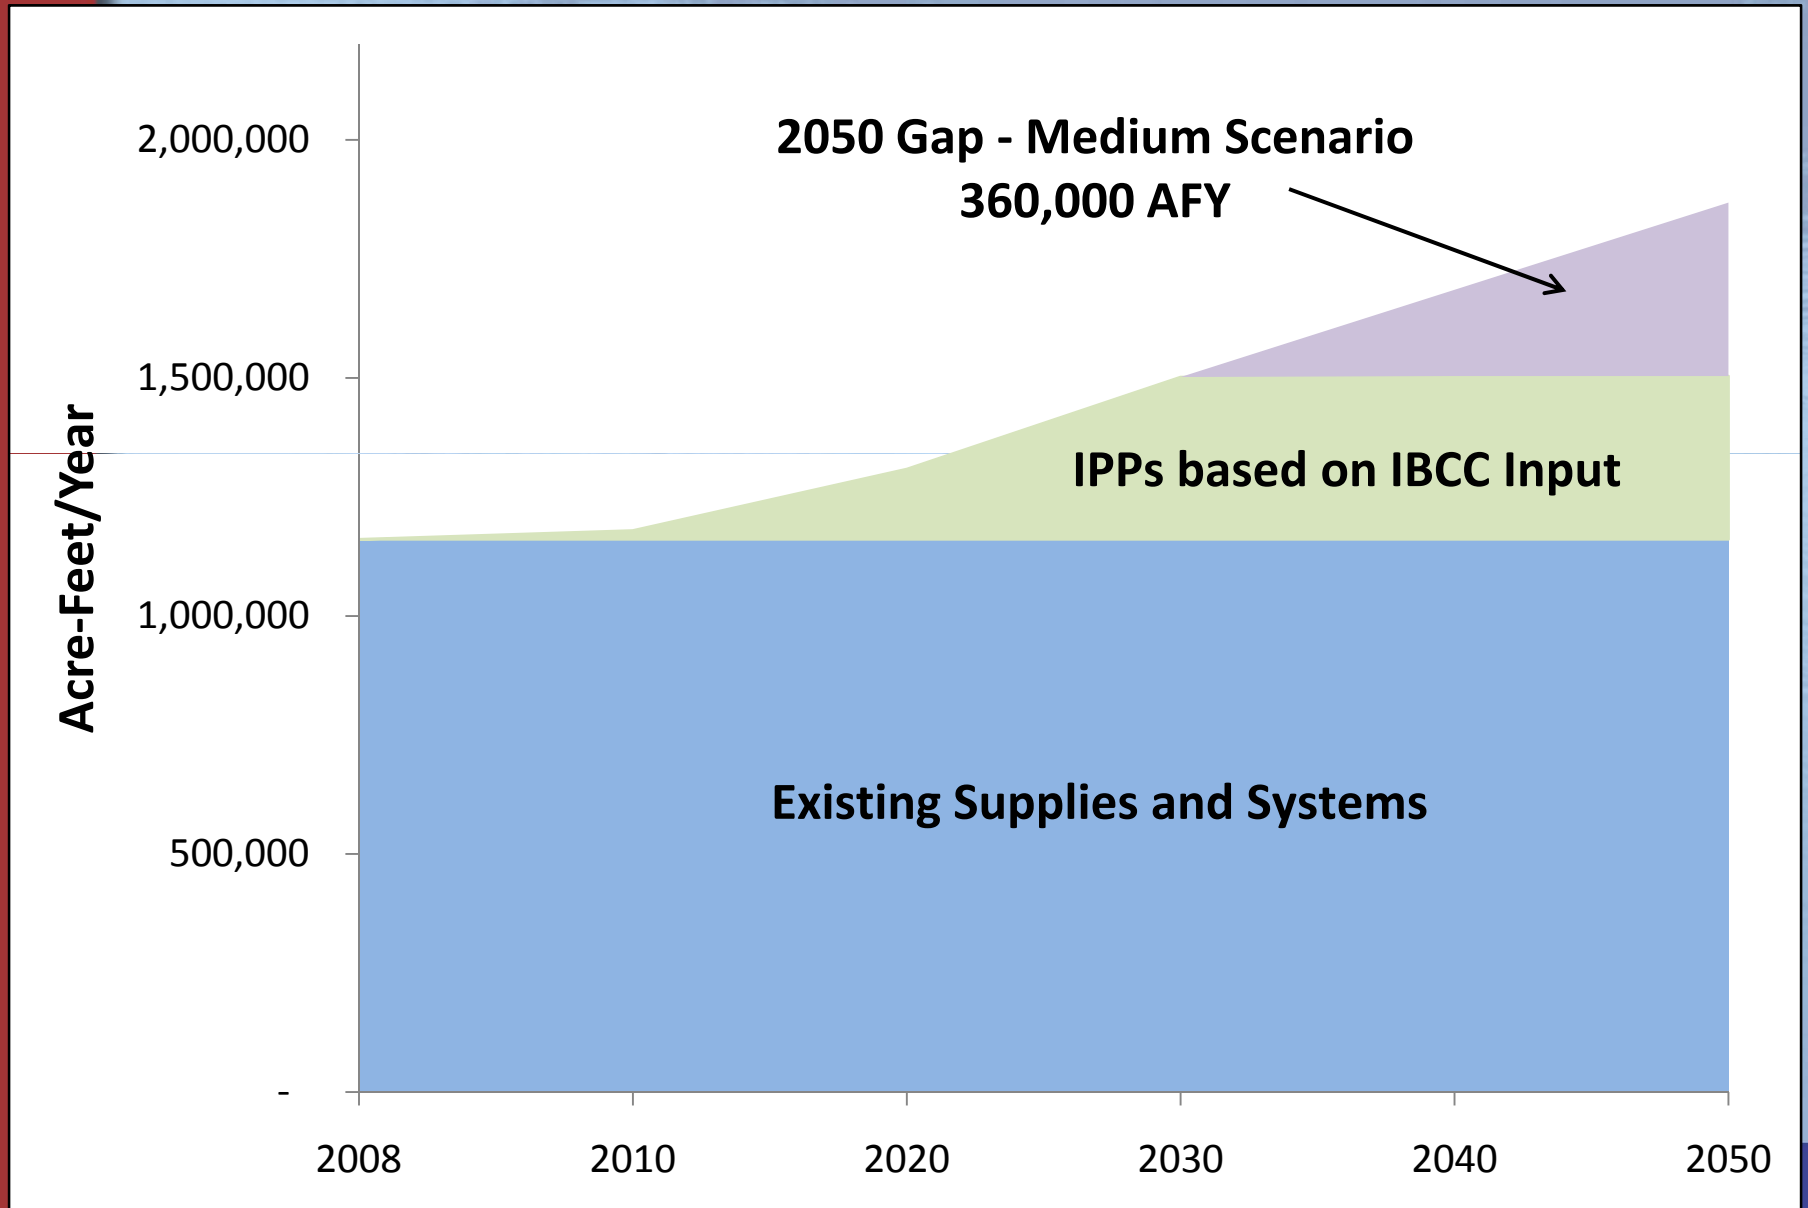 2050 Gap - Medium Scenario
360,000 AFY
2,000,000
1,500,000
1,000,000
500,000
-
Acre-Feet/Year
IPPs based on IBCC Input
Existing Supplies and Systems
2008 2010 2020 2030 2040 2050